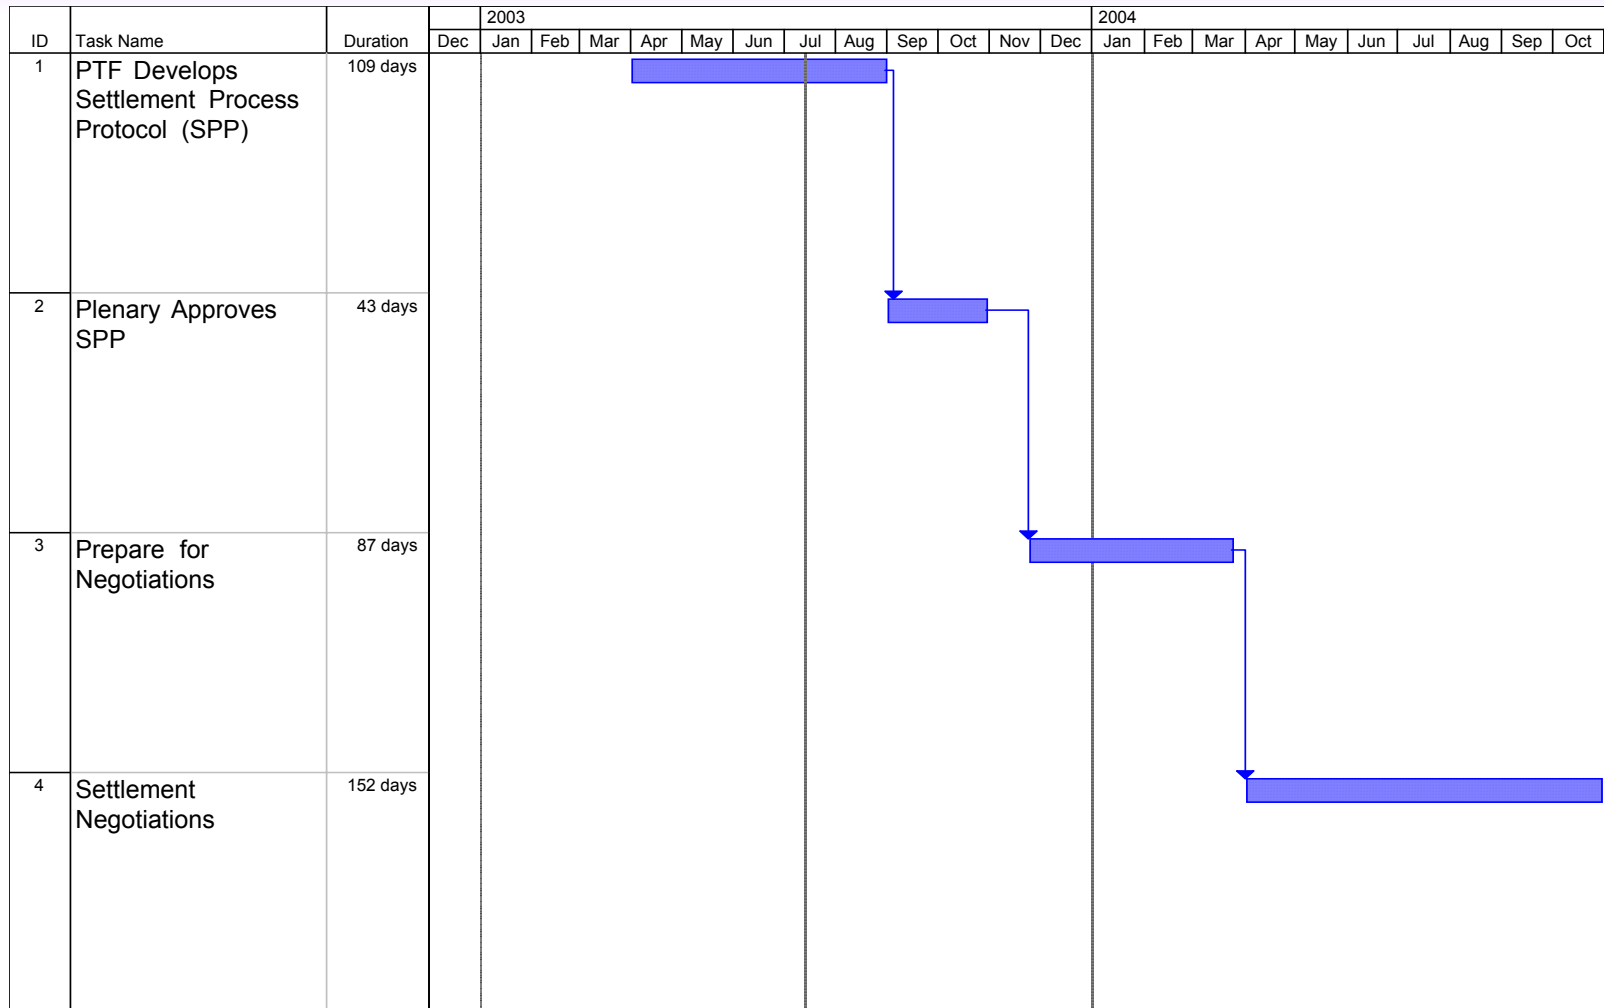 2003 2004
ID Task Name Duration Dec Jan Feb Mar Apr May Jun Jul Aug Sep Oct Nov Dec Jan Feb Mar Apr May Jun Jul Aug Sep Oct
1 PTF Develops 109 days
Settlement Process
Protocol (SPP)
2 Plenary Approves 43 days
SPP
3 Prepare for 87 days
Negotiations
4 Settlement 152 days
Negotiations